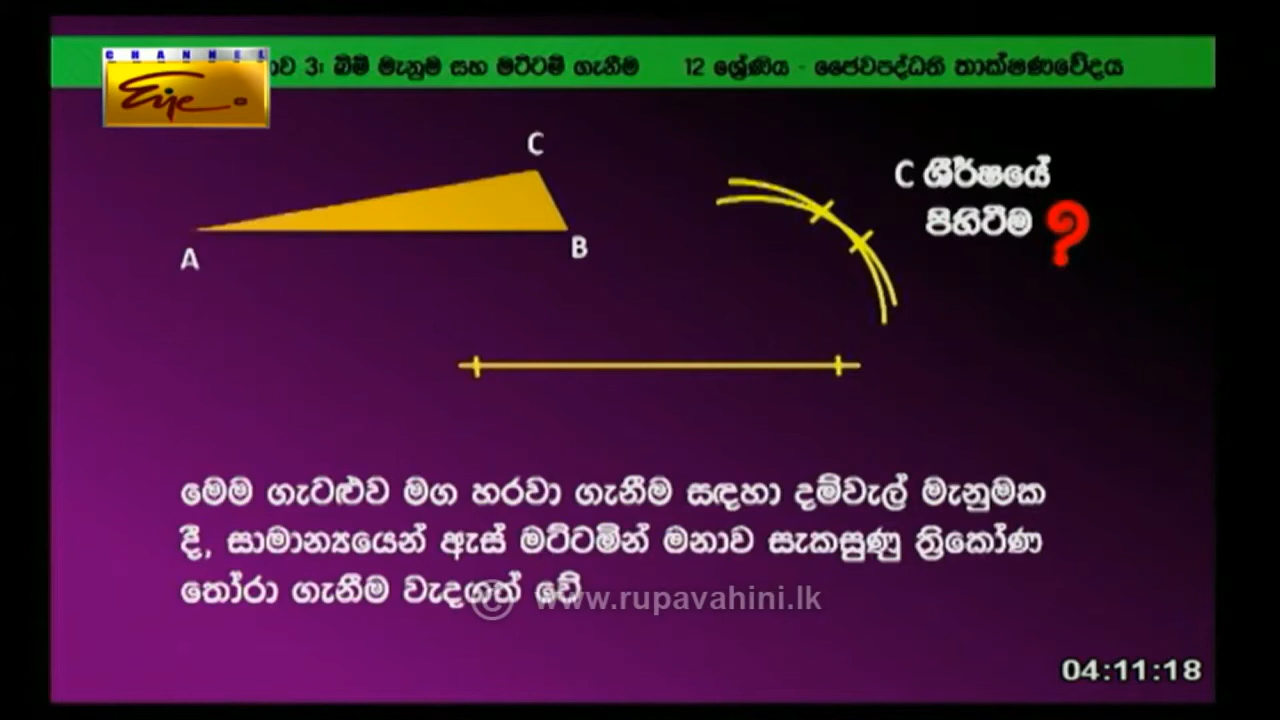 CHANNEL
Eye
3: බිම් මැනුම සහ මට්ටම් ගැනීම 12 ශ්‍රේණිය - ජෛවපද්ධති තාක්ෂණවේදය
C
A
B
C ශීර්ෂයේ
පිහිටීම ?
මෙම ගැටළුව මග හරවා ගැනීම සඳහා දම්වැල් මැනුමක
දී, සාමාන්‍යයෙන් ඇස් මට්ටමින් මනාව සැකසුණු ත්‍රිකෝණ
තෝරා ගැනීම වැදගත් වේ
© www.rupavahini.lk
04:11:18